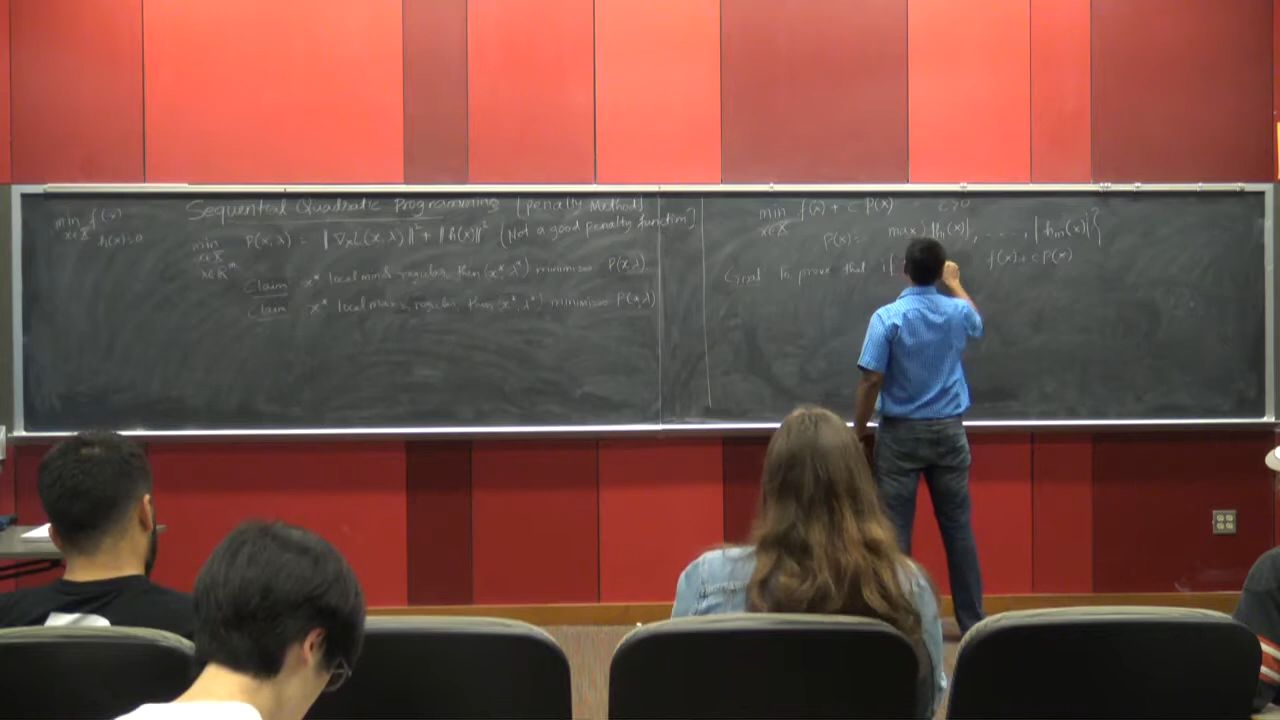 min f(x)
x∈X
h(x)=0
Sequential Quadratic Programming [Penalty Method]
min P(x,λ) = ‖∇ₓL(x,λ)‖² + ‖h(x)‖² (Not a good penalty function]
x∈X
λ∈ℝᵐ
Claim x* local min, regular, then (x*,λ*) minimizes P(x,λ)
Claim x* local max, regular, then (x*,λ*) minimizes P(x,λ)
min f(x) + c P(x) c>0
x∈X
P(x) = max {|h₁(x)|, ....., |hₘ(x)|}
Goal To prove that if f(x)+cP(x)